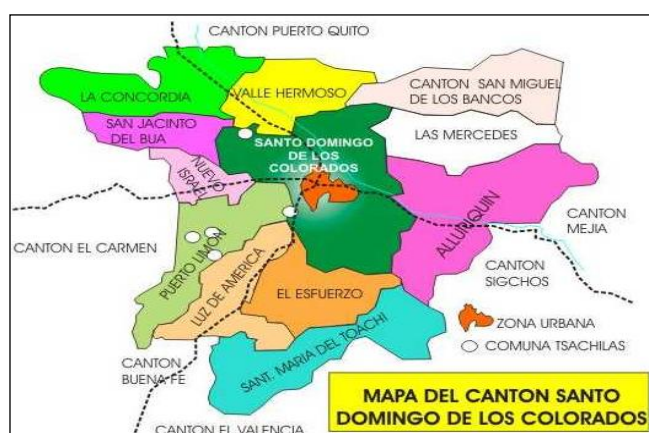 CANTON PUERTO QUITO
LA CONCORDIA
VALLE HERMOSO
CANTON SAN MIGUEL
DE LOS BANCOS
SAN JACINTO
DEL BUA
LAS MERCEDES
SANTO DOMINGO
DE LOS
COLORADOS
NUEVO
ISRAEL
ALLURIQUIN
CANTON
MEJIA
CANTON EL CARMEN
PUERTO LIMÓN
LUZ DE AMERICA
EL ESFUERZO
CANTON
SIGCHOS
ZONA URBANA
COMUNA TSACHILAS
SANT. MARIA DEL TOACHI
CANTON
BUENA FE
CANTON EL VALENCIA
MAPA DEL CANTON SANTO
DOMINGO DE LOS COLORADOS